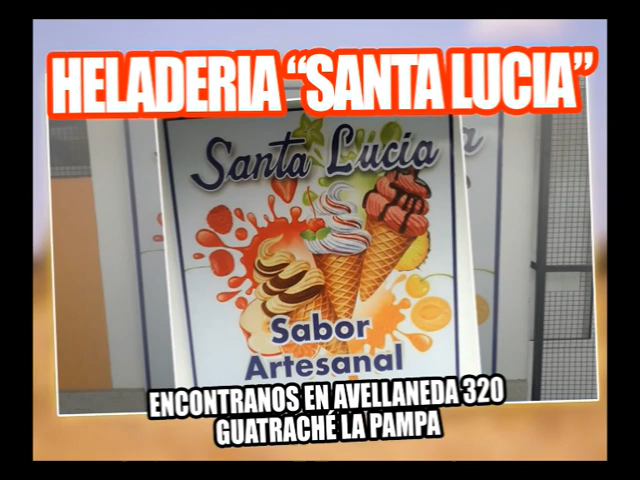 HELADERIA “SANTA LUCIA”
Santa Lucia
Sabor
Artesanal
ENCONTRANOS EN AVELLANEDA 320
GUATRACHÉ LA PAMPA